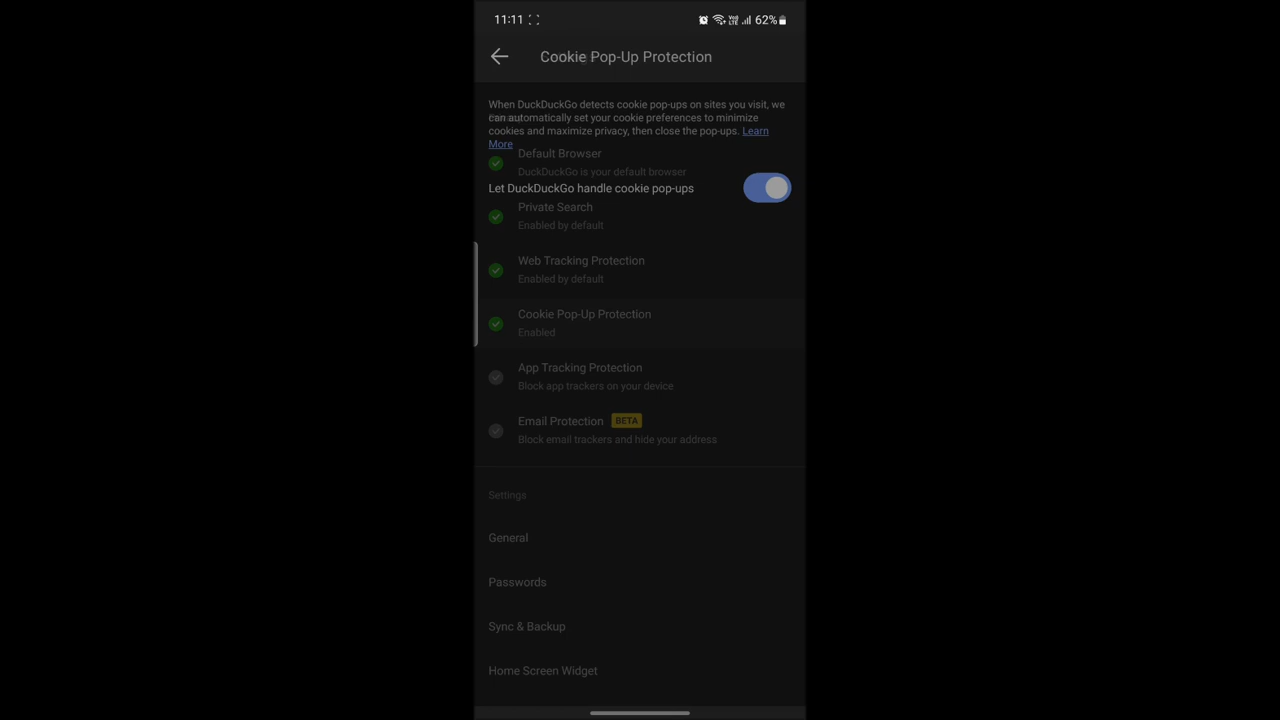 11:11
Vo)) LTE 62%
Cookie Pop-Up Protection
When DuckDuckGo detects cookie pop-ups on sites you visit, we
can automatically set your cookie preferences to minimize
cookies and maximize privacy, then close the pop-ups. Learn
More
Default Browser
DuckDuckGo is your default browser
Let DuckDuckGo handle cookie pop-ups
Private Search
Enabled by default
Web Tracking Protection
Enabled by default
Cookie Pop-Up Protection
Enabled
App Tracking Protection
Block app trackers on your device
Email Protection BETA
Block email trackers and hide your address
Settings
General
Passwords
Sync & Backup
Home Screen Widget